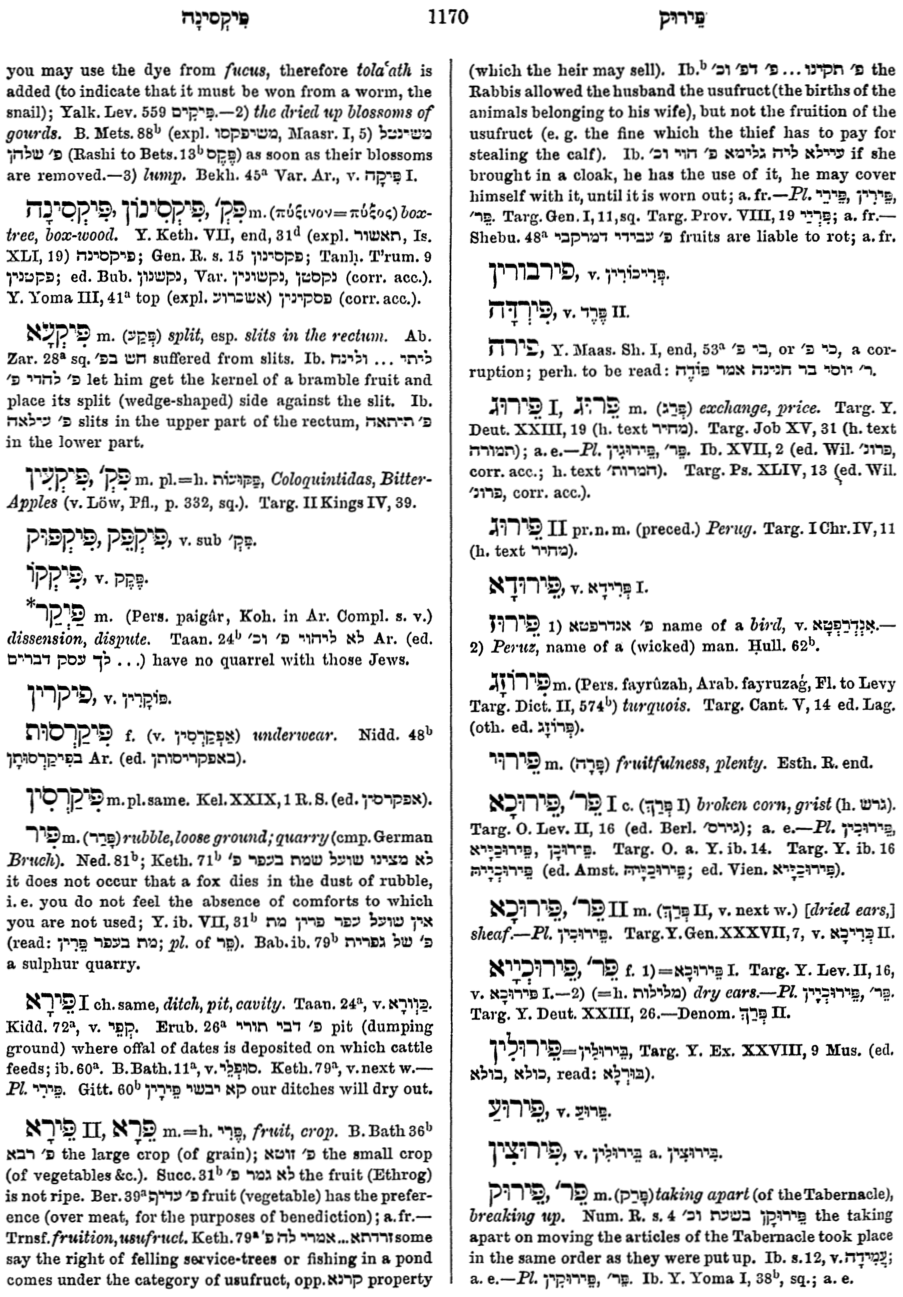 פִּיקְסִינָה 1170 פֵּירוּק
you may use the dye from fucus, therefore tola‘ath is
added (to indicate that it must be won from a worm, the
snail); Yalk. Lev. 559 פִּיקִים.—2) the dried up blossoms of
gourds. B. Mets. 88ᵇ (expl. משיפקסו, Maasr. I, 5) משינטל
פ׳ שלהן (Rashi to Bets. 13ᵇ פֶּקֶס) as soon as their blossoms
are removed.—3) lump. Bekh. 45ᵃ Var. Ar., v. פִּיקָה I.
פִּיקְסִינָה, פִּיקְסִינוֹן, פִּקְ׳ m. (πύξινον=πύξος) box-
tree, box-wood. Y. Keth. VII, end, 31ᵈ (expl. תאשור, Is.
XLI, 19) פיקסינה; Gen. R. s. 15 פקסינון; Tanḥ. T'rum. 9
פקטנין; ed. Bub. נקשנון, Var. נקסטן, נקשונין (corr. acc.).
Y. Yoma III, 41ᵃ top (expl. אשכרוע) פסקינין (corr. acc.).
פִּיקְעָא m. (פְּקַע) split, esp. slits in the rectum. Ab.
Zar. 28ᵃ sq. חש בפ׳ suffered from slits. Ib. ליתי ... ולינח
פ׳ להדי פ׳ let him get the kernel of a bramble fruit and
place its split (wedge-shaped) side against the slit. Ib.
פ׳ עילאה slits in the upper part of the rectum, פ׳ תיתאה
in the lower part.
פִּיקְעִין, פִּקְ׳ m. pl.=h. פַּקּוּעוֹת, Coloquintidas, Bitter-
Apples (v. Löw, Pfl., p. 332, sq.). Targ. II Kings IV, 39.
פִּיקְפֵּק, פִּיקְפּוּק, v. sub פִּקְ׳.
פִּיקְקוֹ, v. פֶּקֶק.
*פַּיְקַר m. (Pers. paigâr, Koh. in Ar. Compl. s. v.)
dissension, dispute. Taan. 24ᵇ לא ליהוי פ׳ וכ׳ Ar. (ed.
לך עסק דברים ...) have no quarrel with those Jews.
פיקרין, v. פּוֹקָרִין.
פִּיקַרְסוּת f. (v. אֲפַקַרְסִין) underwear. Nidd. 48ᵇ
בפִיקַרְסוּתָן Ar. (ed. באפקריסותן).
פִּיקַרְסִין m. pl. same. Kel. XXIX, 1 R. S. (ed. אפקרסין).
פִּיר m. (פָּרַר) rubble, loose ground; quarry (cmp. German
Bruch). Ned. 81ᵇ; Keth. 71ᵇ לא מצינו שועל שמת בעפר פ׳
it does not occur that a fox dies in the dust of rubble,
i. e. you do not feel the absence of comforts to which
you are not used; Y. ib. VII, 31ᵇ אין שועל עפר פרין מת
(read: מת בעפר פֵּרִין; pl. of פֵּר). Bab. ib. 79ᵇ פ׳ של גפרית
a sulphur quarry.
פֵּירָא I ch. same, ditch, pit, cavity. Taan. 24ᵃ, v. כַּוְורָא.
Kidd. 72ᵃ, v. קְפֵי. Erub. 26ᵃ פ׳ דבי תורי pit (dumping
ground) where offal of dates is deposited on which cattle
feeds; ib. 60ᵃ. B. Bath. 11ᵃ, v. סוּפְלֵי. Keth. 79ᵃ, v. next w.—
Pl. פֵּירֵי. Gitt. 60ᵇ קא יבשי פֵּירָין our ditches will dry out.
פֵּירָא II, פֵּרָא m.=h. פְּרִי, fruit, crop. B. Bath 36ᵇ
פ׳ רבא the large crop (of grain); פ׳ זוטא the small crop
(of vegetables &c.). Succ. 31ᵇ לא גמר פ׳ the fruit (Ethrog)
is not ripe. Ber. 39ᵃ פ׳ עדיף fruit (vegetable) has the prefer-
ence (over meat, for the purposes of benediction); a. fr.—
Trnsf. fruition, usufruct. Keth. 79ᵃ זרדתא...אמרי לה פ׳ some
say the right of felling service-trees or fishing in a pond
comes under the category of usufruct, opp. קרנא property
(which the heir may sell). Ib.ᵇ פ׳ תקינו ... דפ׳ וכ׳ the
Rabbis allowed the husband the usufruct (the births of the
animals belonging to his wife), but not the fruition of the
usufruct (e. g. the fine which the thief has to pay for
stealing the calf). Ib. עיילא ליה גלימא פ׳ הוי וכ׳ if she
brought in a cloak, he has the use of it, he may cover
himself with it, until it is worn out; a. fr.—Pl. פֵּירִין, פֵּירֵי,
פֵּר׳. Targ. Gen. I, 11, sq. Targ. Prov. VIII, 19 פֵּרַיִי; a. fr.—
Shebu. 48ᵃ פ׳ עבידי דמרקבי fruits are liable to rot; a. fr.
פירבורין, v. פְּרִיכוֹרִין.
פִּירְדָּה, v. פֶּרֶד II.
פירה, Y. Maas. Sh. I, end, 53ᵃ בי פ׳, or כי פ׳, a cor-
ruption; perh. to be read: ר׳ יוסי בר חנינה אמר פּוֹדֶה.
פֵּירוּג I, פֵּרוּג m. (פְּרַג) exchange, price. Targ. Y.
Deut. XXIII, 19 (h. text מחיר). Targ. Job XV, 31 (h. text
תמורה); a. e.—Pl. פֵּירוּגִין, פֵּר׳. Ib. XVII, 2 (ed. Wil. פרוג׳,
corr. acc.; h. text המרות׳). Targ. Ps. XLIV, 13 (ed. Wil.
פרוג׳, corr. acc.).
פֵּירוּג II pr. n. m. (preced.) Perug. Targ. I Chr. IV, 11
(h. text מחיר).
פֵּירוּדָא, v. פְּרִידָא I.
פֵּירוּז 1) פ׳ אנדרפטא name of a bird, v. אַנְדְּרַפְטָא.—
2) Peruz, name of a (wicked) man. Ḥull. 62ᵇ.
פֵּירוּזָג m. (Pers. fayrûzah, Arab. fayruzaǵ, Fl. to Levy
Targ. Dict. II, 574ᵇ) turquois. Targ. Cant. V, 14 ed. Lag.
(oth. ed. פְּרוֹזָג).
פֵּירוּי m. (פָּרָה) fruitfulness, plenty. Esth. R. end.
פֵּירוּכָא, פֵּר׳ I c. (פְּרַךְ I) broken corn, grist (h. גרש).
Targ. O. Lev. II, 16 (ed. Berl. גירס׳); a. e.—Pl. פֵּירוּכִין,
פֵּירוּכָן, פֵּירוּכַיָּיא. Targ. O. a. Y. ib. 14. Targ. Y. ib. 16
פֵּירוּכְיָיה (ed. Amst. פֵּירוּכַיָּיה; ed. Vien. פֵּירוּכַיָּיא).
פֵּירוּכָא, פֵּר׳ II m. (פְּרַךְ II, v. next w.) [dried ears,]
sheaf.—Pl. פֵּירוּכִין. Targ. Y. Gen. XXXVII, 7, v. כְּרִיכָא II.
פֵּירוּכְיָיא, פֵּר׳ f. 1)=פֵּירוּכָא I. Targ. Y. Lev. II, 16,
v. פירוכא I.—2) (=h. מלילות) dry ears.—Pl. פֵּירוּכְיָין, פֵּר׳.
Targ. Y. Deut. XXIII, 26.—Denom. פְּרַךְ II.
פֵּירוּלִין=בֵּירוּלִין, Targ. Y. Ex. XXVIII, 9 Mus. (ed.
כולא, בולא, read: בּוּרְלָא).
פֵּירוּעַ, v. פֵּרוּעַ.
פֵּירוּצִין, v. בֵּירוּלִין a. בֵּירוּצִין.
פֵּירוּק, פֵּר׳ m. (פָּרַק) taking apart (of the Tabernacle),
breaking up. Num. R. s. 4 פֵּירוּקָן בשעת וכ׳ the taking
apart on moving the articles of the Tabernacle took place
in the same order as they were put up. Ib. s. 12, v. עֲמִידָה;
a. e.—Pl. פֵּירוּקִין, פֵּר׳. Ib. Y. Yoma I, 38ᵇ, sq.; a. e.